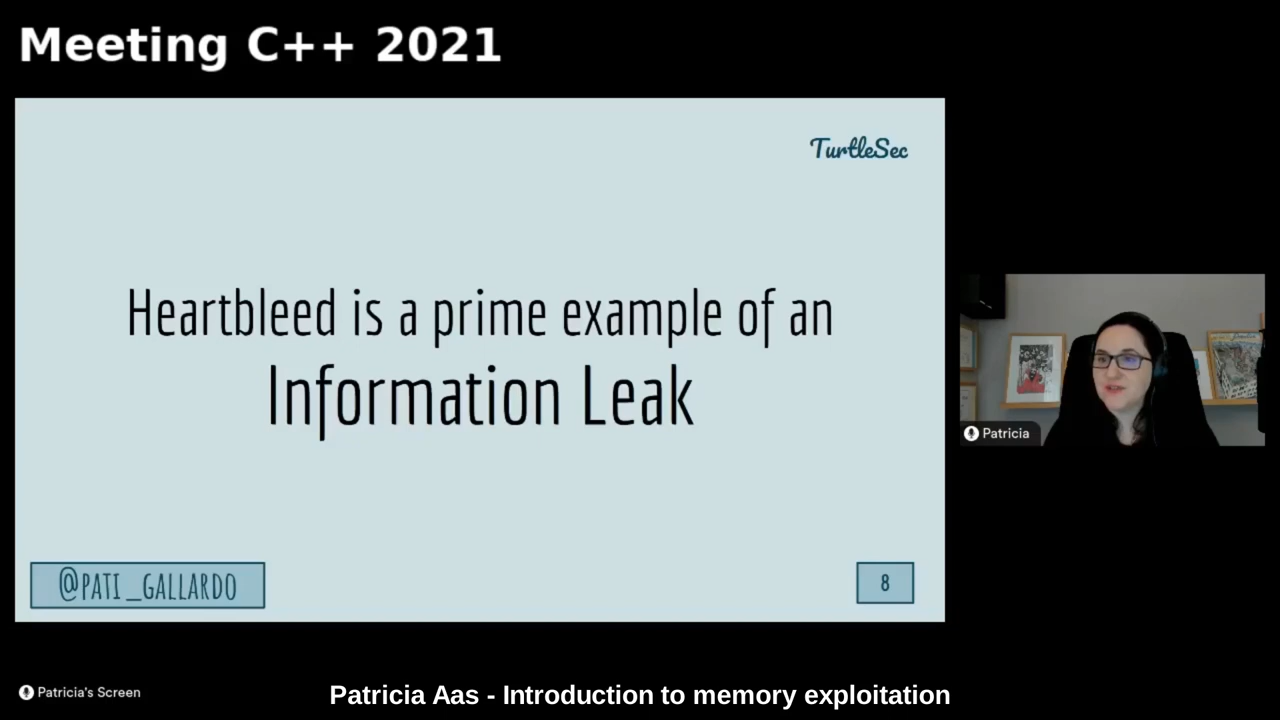 Meeting C++ 2021
TurtleSec
Heartbleed is a prime example of an
Information Leak
@PATI_GALLARDO
8
Patricia
Patricia's Screen
Patricia Aas - Introduction to memory exploitation